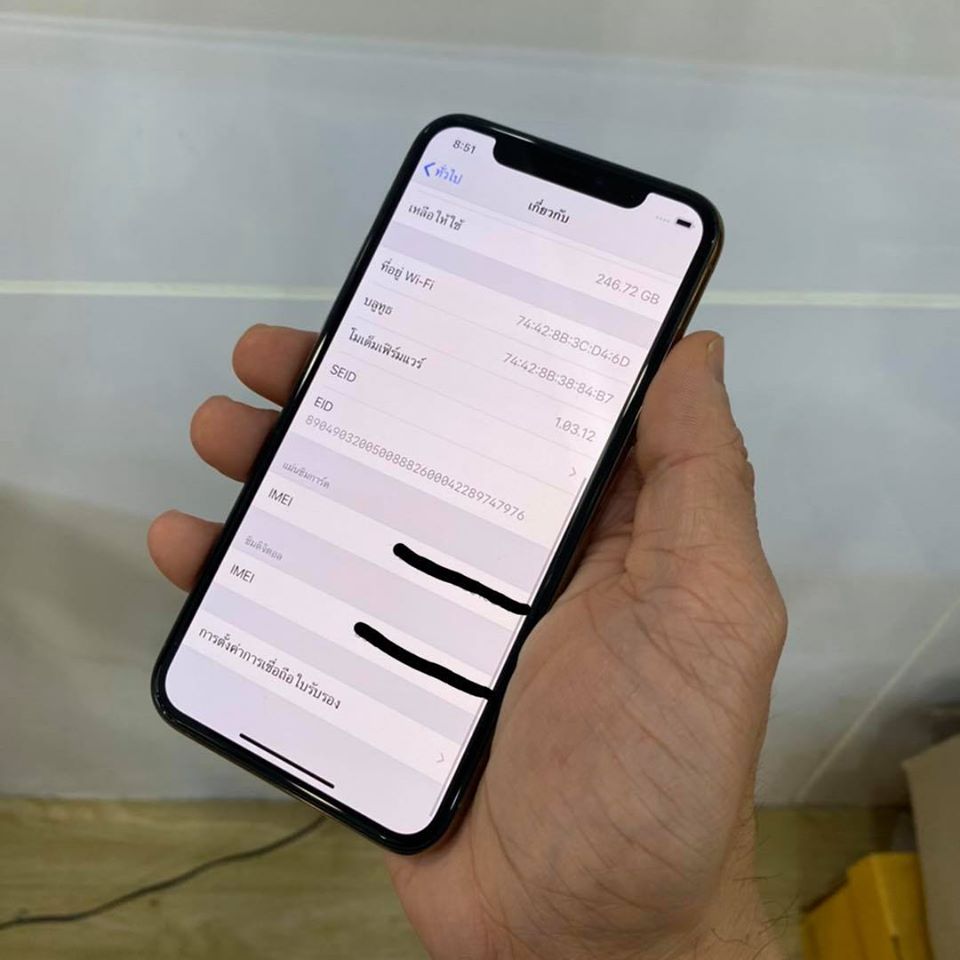 8:51
ทั่วไป
เกี่ยวกับ
เหลือให้ใช้ 246.72 GB
ที่อยู่ Wi-Fi 74:42:8B:3C:D4:6D
บลูทูธ 74:42:8B:38:84:B7
โมเด็มเฟิร์มแวร์ 1.03.12
SEID
EID
89049032005008882600042289747976
แผ่นซิมการ์ด
IMEI
ซิมดิจิตอล
IMEI
การตั้งค่าการเชื่อถือใบรับรอง